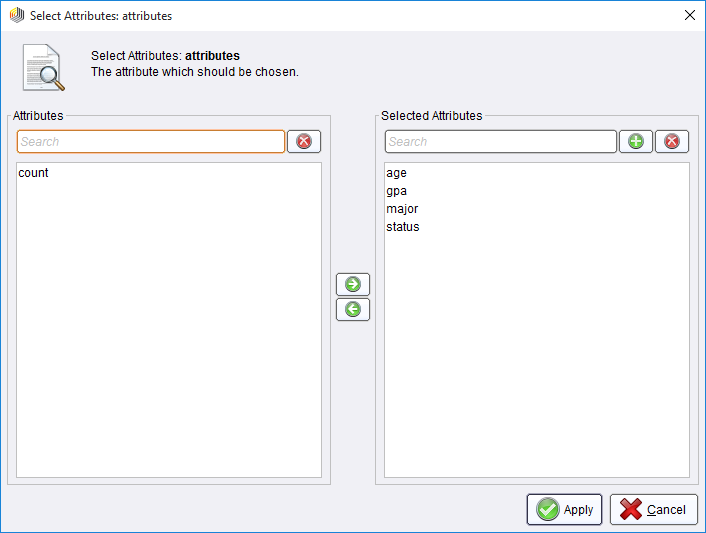 Select Attributes: attributes
Select Attributes: attributes
The attribute which should be chosen.
Attributes
Search
count
Selected Attributes
Search
age
gpa
major
status
Apply
Cancel